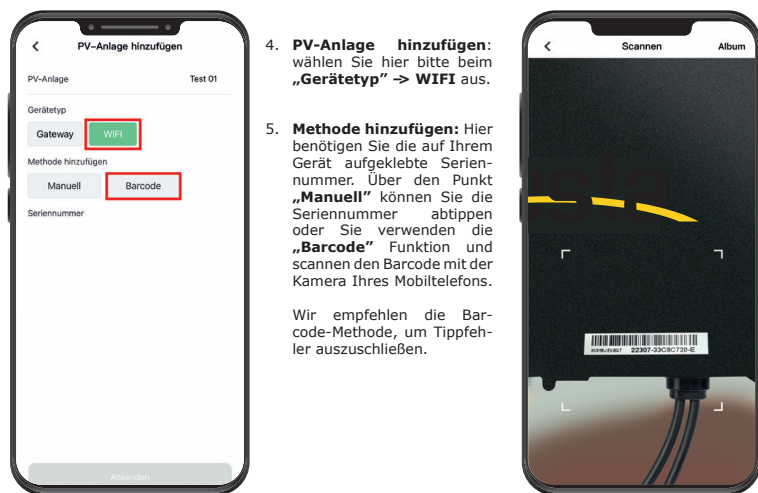 PV–Anlage hinzufügen
PV-Anlage Test 01
Gerätetyp
Gateway WIFI
Methode hinzufügen
Manuell Barcode
Seriennummer
Absenden
4. PV-Anlage hinzufügen:
wählen Sie hier bitte beim
„Gerätetyp” -> WIFI aus.
5. Methode hinzufügen: Hier
benötigen Sie die auf Ihrem
Gerät aufgeklebte Serien-
nummer. Über den Punkt
„Manuell” können Sie die
Seriennummer abtippen
oder Sie verwenden die
„Barcode” Funktion und
scannen den Barcode mit der
Kamera Ihres Mobiltelefons.
Wir empfehlen die Bar-
code-Methode, um Tippfeh-
ler auszuschließen.
Scannen Album
22307-33C8C720-E